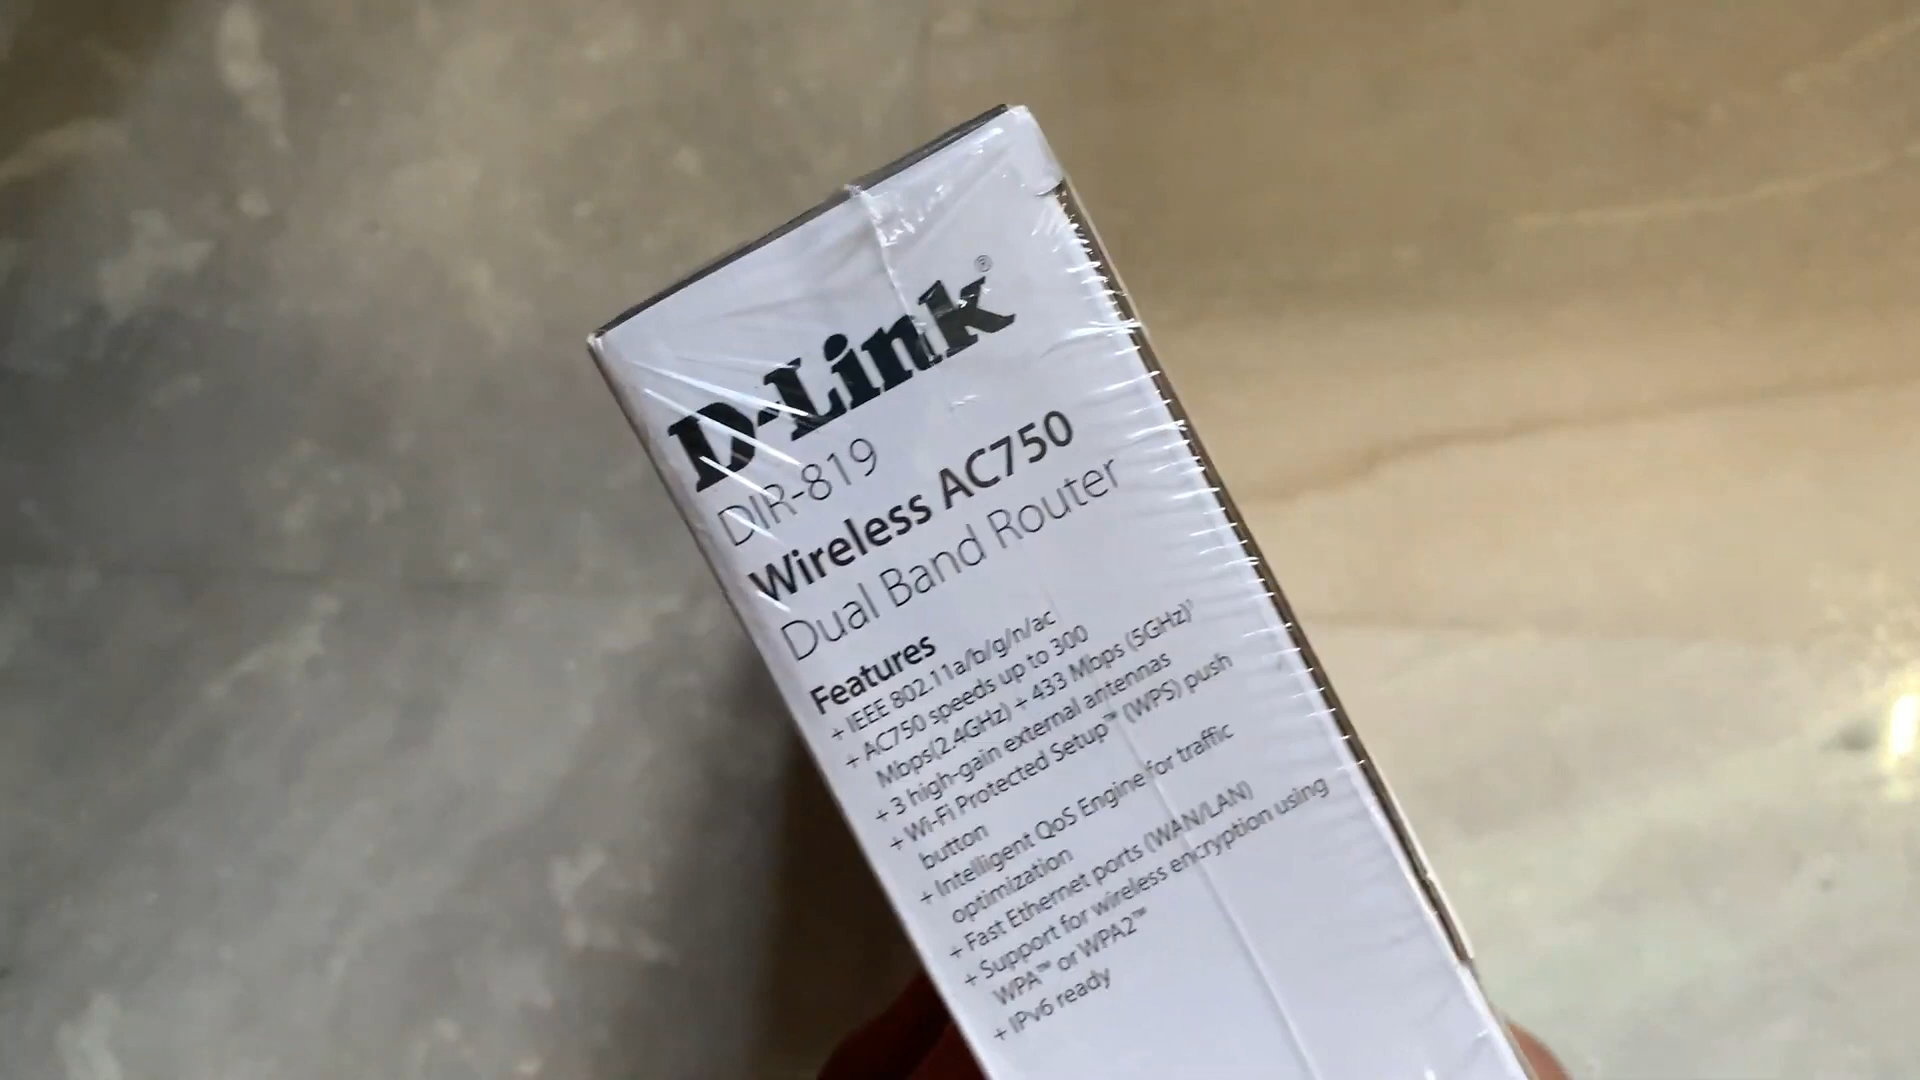 D-Link®
DIR-819
Wireless AC750
Dual Band Router
Features
+ IEEE 802.11a/b/g/n/ac
+ AC750 speeds up to 300
Mbps(2.4GHz) + 433 Mbps (5GHz)¹
+ 3 high-gain external antennas
+ Wi-Fi Protected Setup™ (WPS) push
button
+ Intelligent QoS Engine for traffic
optimization
+ Fast Ethernet ports (WAN/LAN)
+ Support for wireless encryption using
WPA™ or WPA2™
+ IPv6 ready